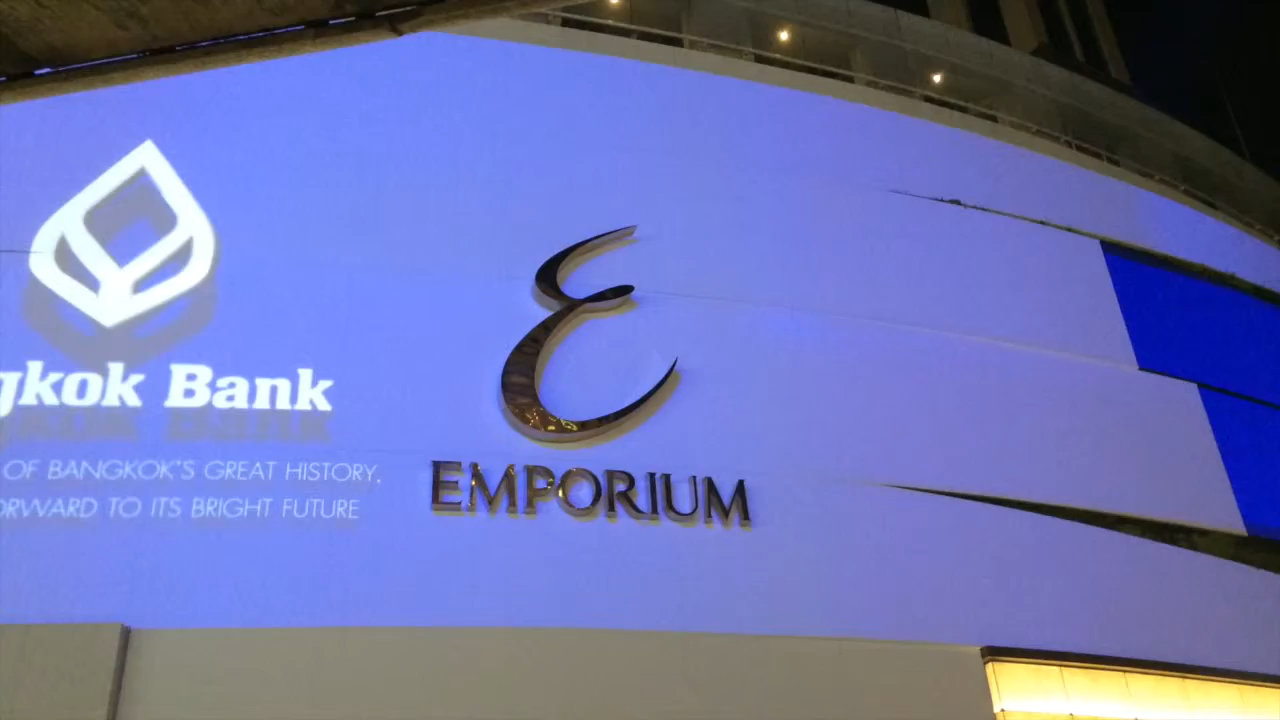 gkok Bank
OF BANGKOK'S GREAT HISTORY,
ORWARD TO ITS BRIGHT FUTURE
E
EMPORIUM